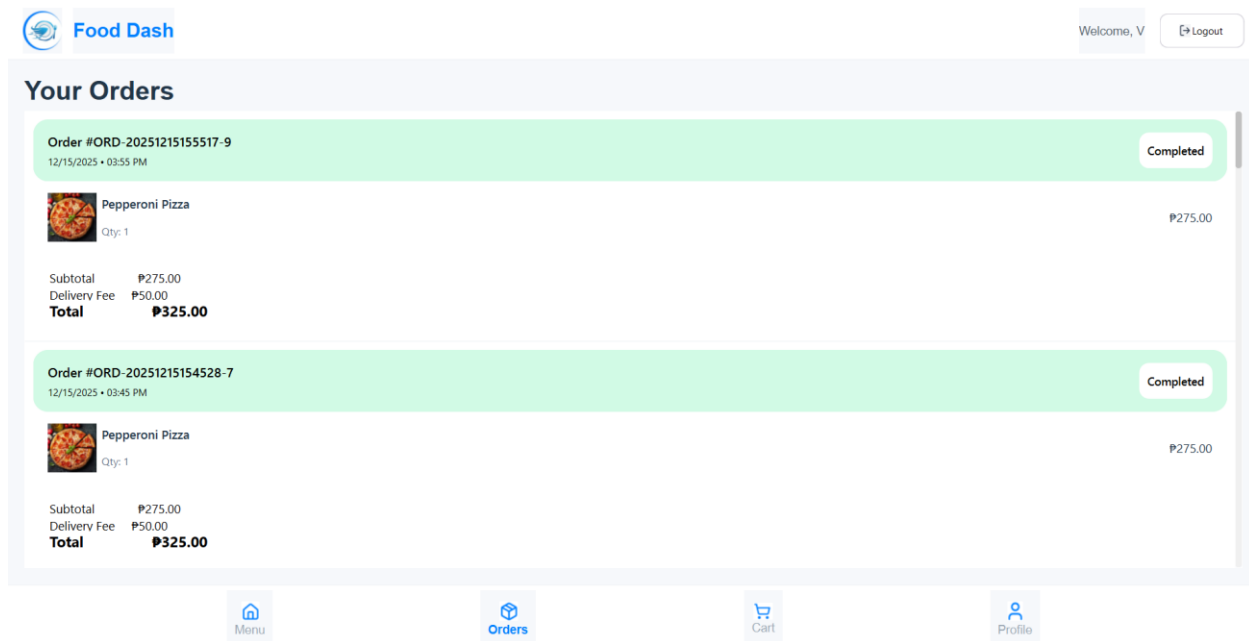 Food Dash
Welcome, V
Logout
Your Orders
Order #ORD-20251215155517-9
Completed
12/15/2025 • 03:55 PM
Pepperoni Pizza
₱275.00
Qty: 1
Subtotal ₱275.00
Delivery Fee ₱50.00
Total ₱325.00
Order #ORD-20251215154528-7
Completed
12/15/2025 • 03:45 PM
Pepperoni Pizza
₱275.00
Qty: 1
Subtotal ₱275.00
Delivery Fee ₱50.00
Total ₱325.00
Menu
Orders
Cart
Profile